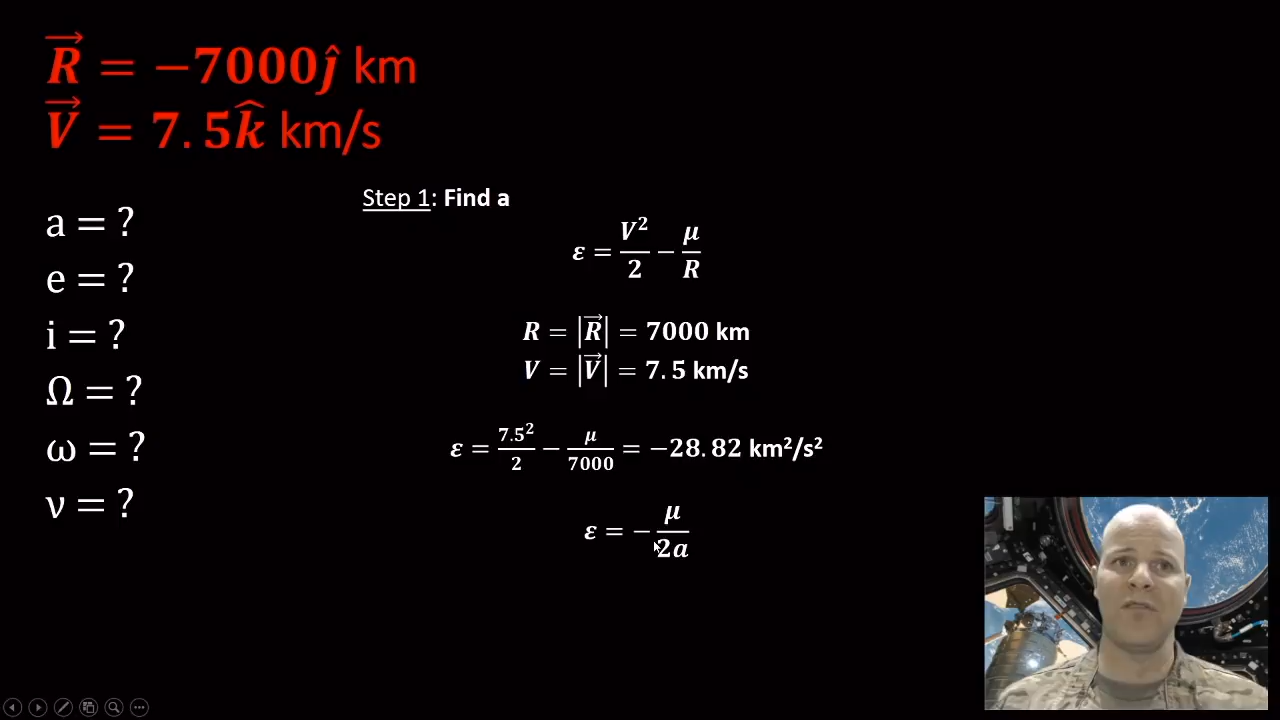 R⃗ = −7000ĵ km
V⃗ = 7.5k̂ km/s
Step 1: Find a
a = ?
e = ?
i = ?
Ω = ?
ω = ?
ν = ?
ε = V²/2 − μ/R
R = |R⃗| = 7000 km
V = |V⃗| = 7.5 km/s
ε = 7.5²/2 − μ/7000 = −28.82 km²/s²
ε = −μ/2a